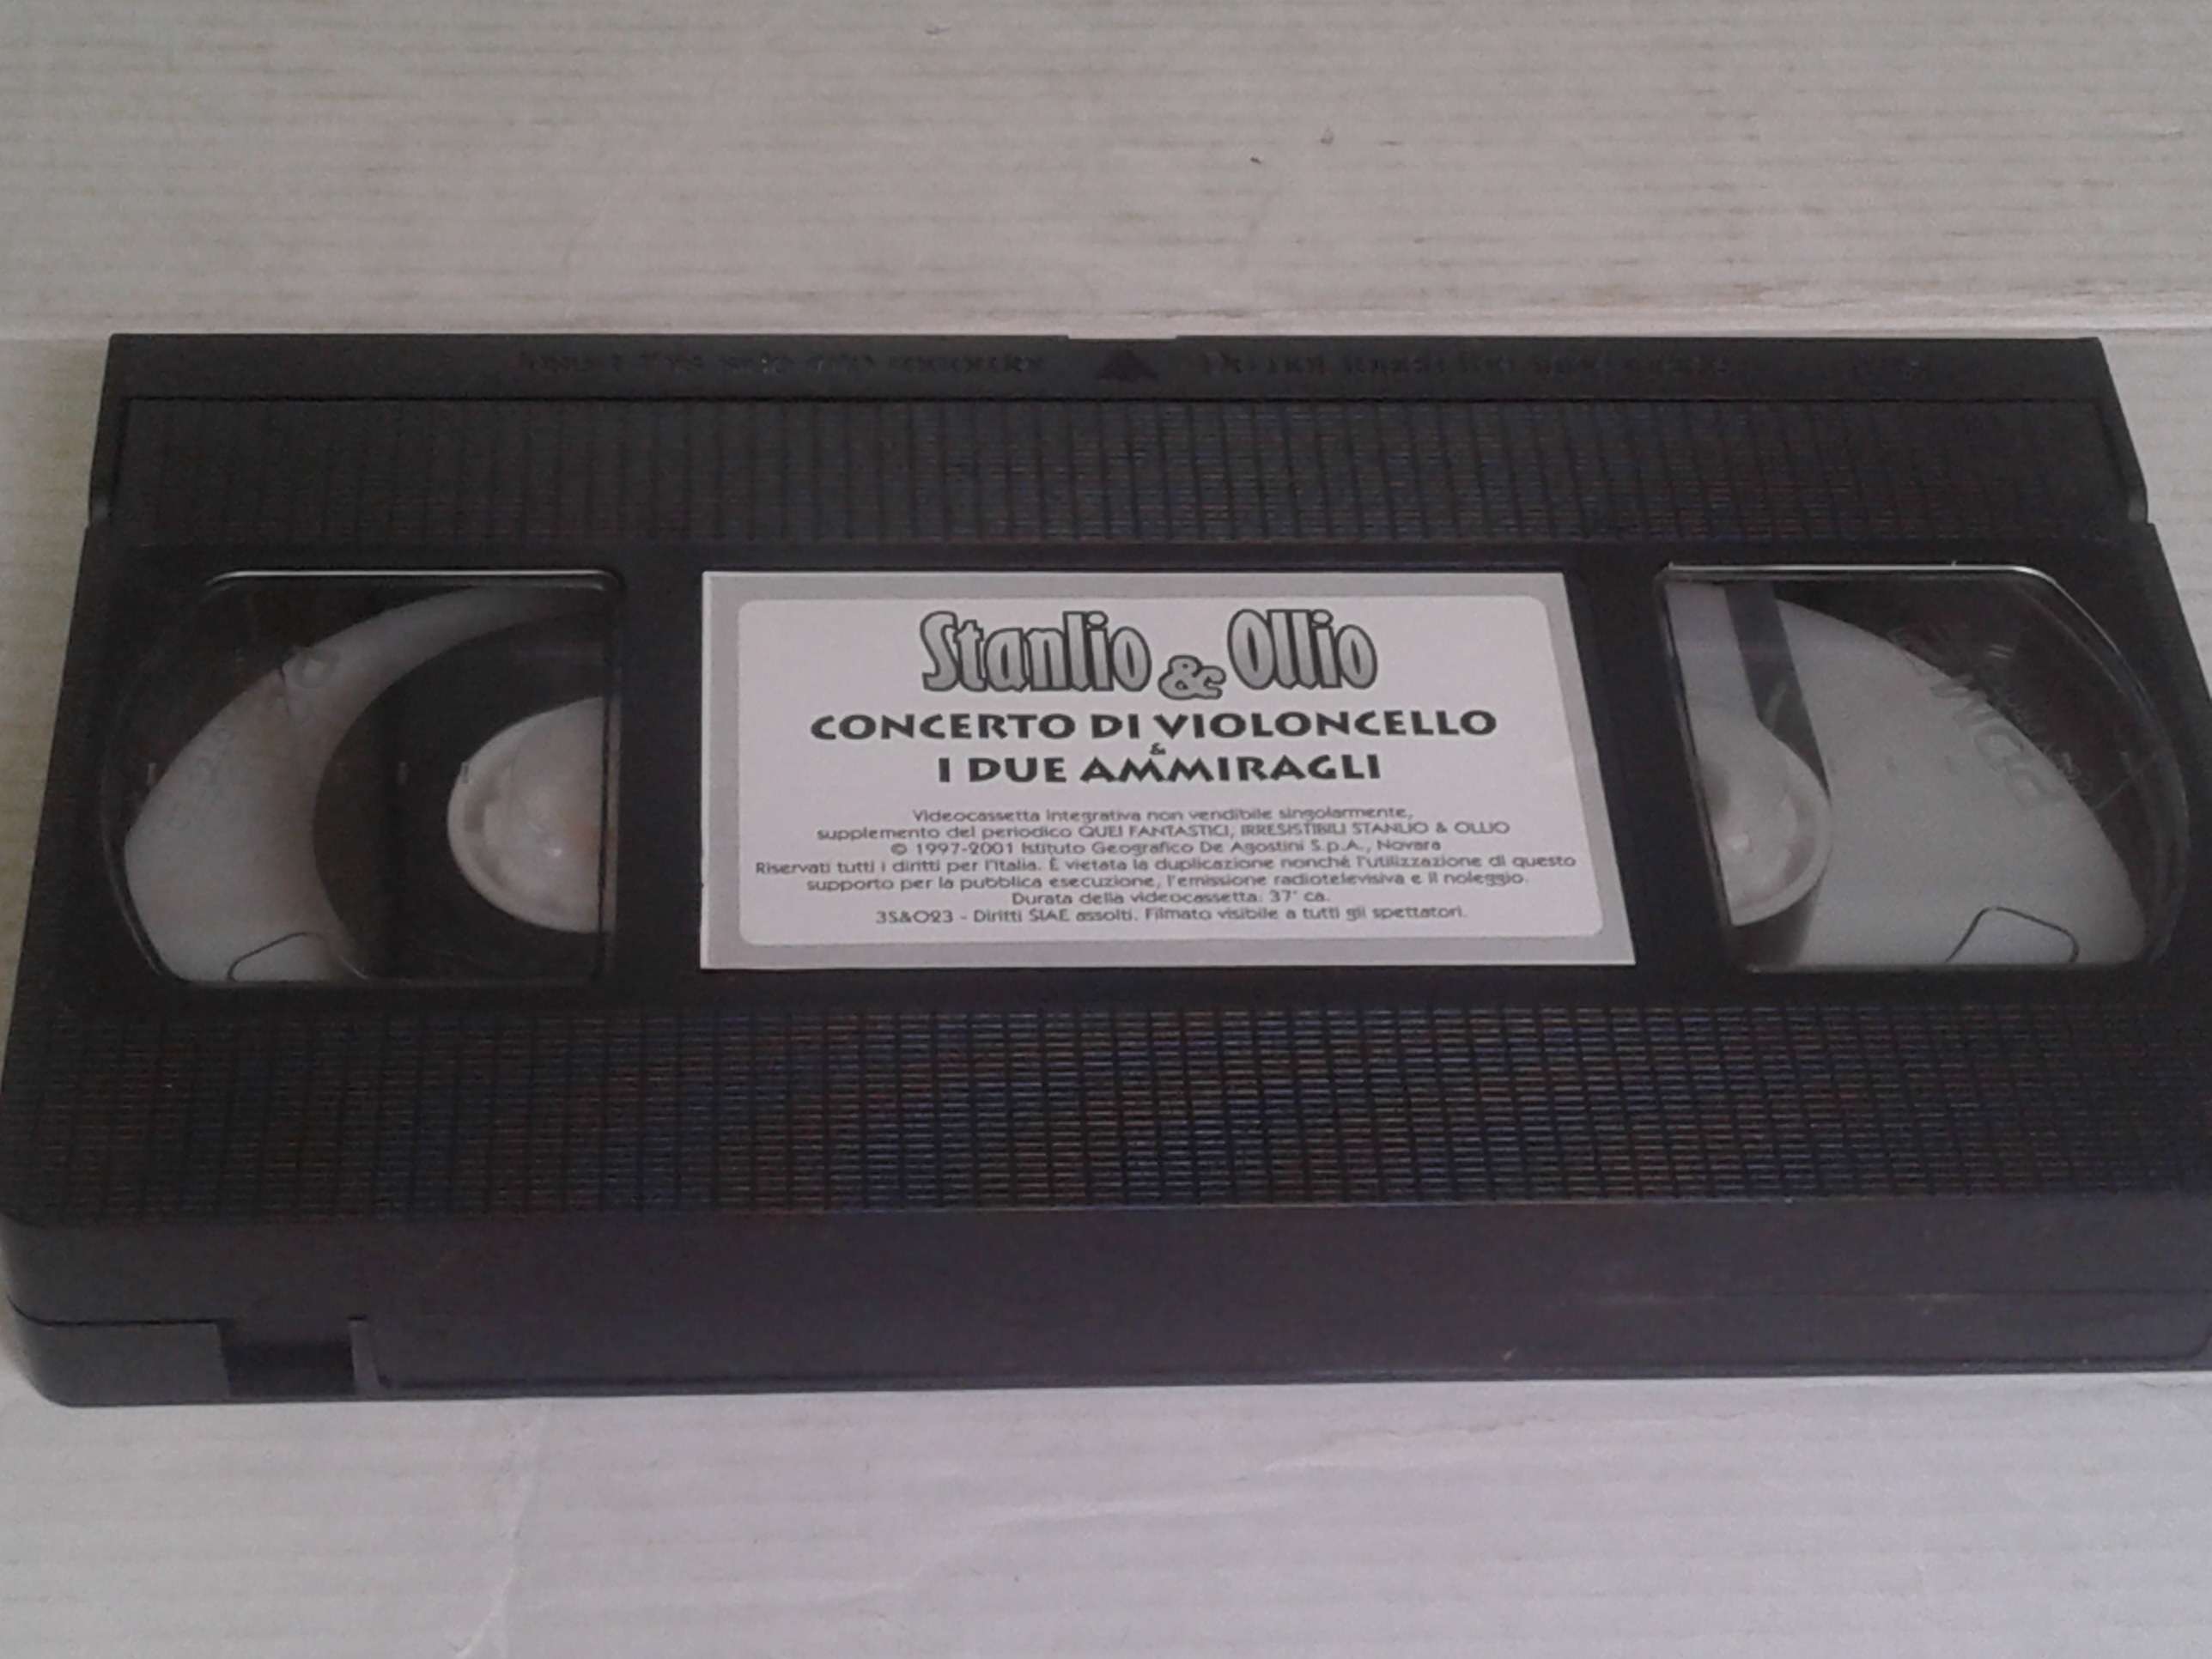 Stanlio & Ollio
CONCERTO DI VIOLONCELLO
&
I DUE AMMIRAGLI
Videocassetta integrativa non vendibile singolarmente,
supplemento del periodico QUEI FANTASTICI, IRRESISTIBILI STANLIO & OLLIO
© 1997-2001 Istituto Geografico De Agostini S.p.A., Novara
Riservati tutti i diritti per l'Italia. È vietata la duplicazione nonché l'utilizzazione di questo
supporto per la pubblica esecuzione, l'emissione radiotelevisiva e il noleggio.
Durata della videocassetta: 37' ca.
3S&O23 - Diritti SIAE assolti. Filmato visibile a tutti gli spettatori.